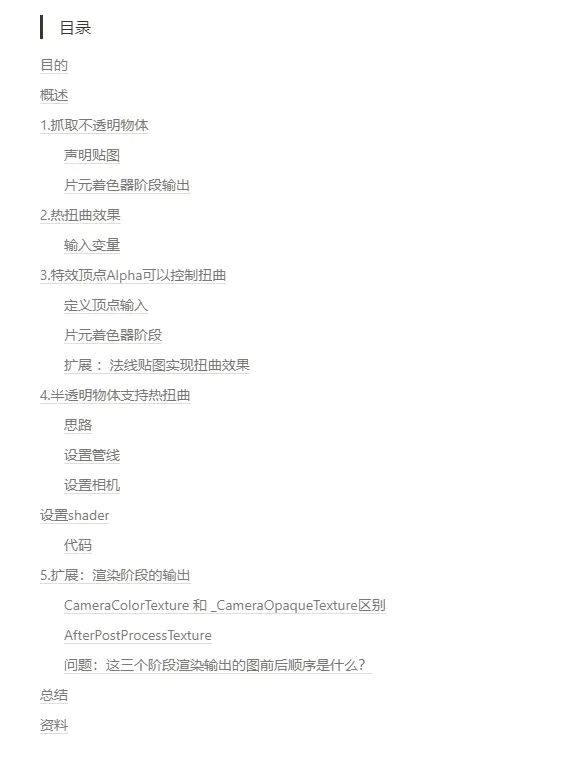 目录
目的
概述
1.抓取不透明物体
声明贴图
片元着色器阶段输出
2.热扭曲效果
输入变量
3.特效顶点Alpha可以控制扭曲
定义顶点输入
片元着色器阶段
扩展 ：法线贴图实现扭曲效果
4.半透明物体支持热扭曲
思路
设置管线
设置相机
设置shader
代码
5.扩展：渲染阶段的输出
CameraColorTexture 和 _CameraOpaqueTexture区别
AfterPostProcessTexture
问题：这三个阶段渲染输出的图前后顺序是什么？
总结
资料